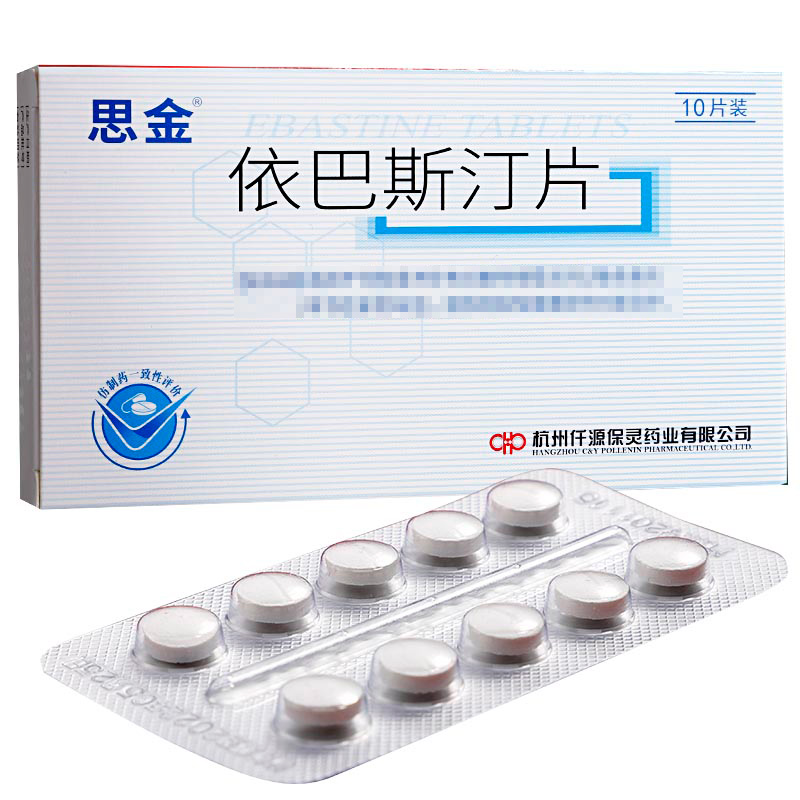 思金®
10片装
EBASTINE TABLETS
依巴斯汀片
仿制药一致性评价
CHP
杭州仟源保灵药业有限公司
HANGZHOU C&Y POLLENIN PHARMACEUTICAL CO.,LTD.